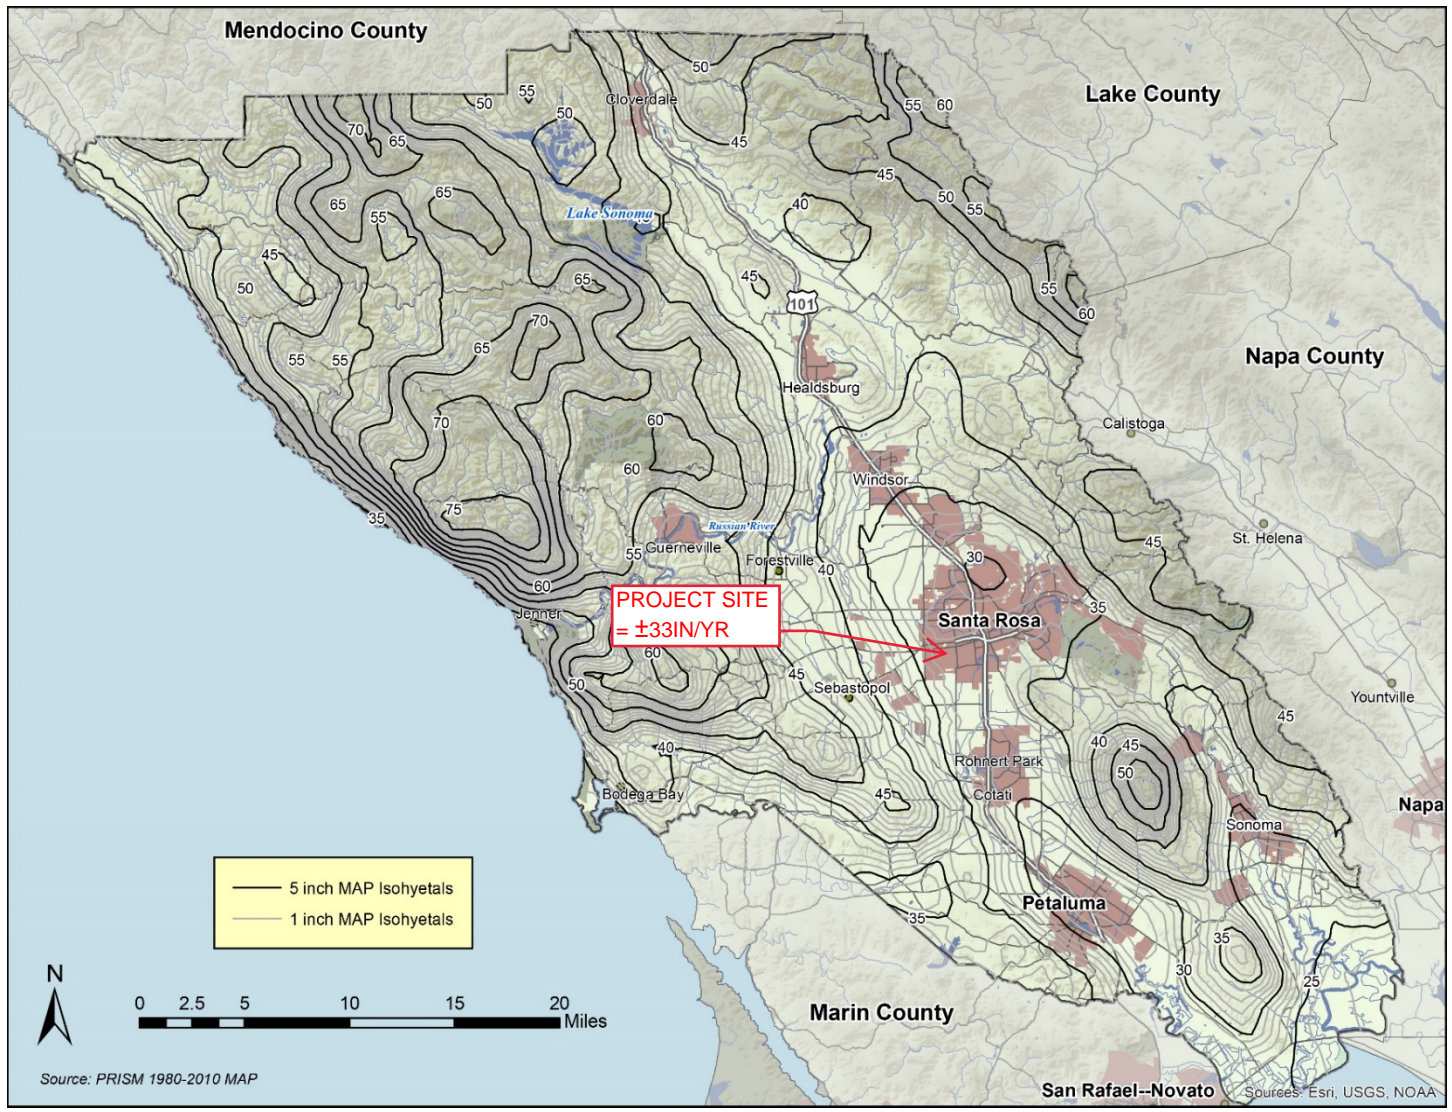 Mendocino County
Lake County
50
55
60
50
55
50
Cloverdale
70
65
45
45
65
65
55
Lake Sonoma
40
50
55
45
50
65
45
55
60
101
70
65
55
55
Napa County
Healdsburg
70
60
Calistoga
60
Windsor
75
35
Russian River
45
St. Helena
Guerneville
55
Forestville
40
30
60
PROJECT SITE
= ±33IN/YR
Jenner
35
Santa Rosa
60
45
50
Sebastopol
Yountville
45
40
40
45
50
Rohnert Park
Bodega Bay
Cotati
45
Napa
Sonoma
5 inch MAP Isohyetals
1 inch MAP Isohyetals
Petaluma
35
35
30
25
N
0 2.5 5 10 15 20
Miles
Marin County
Source: PRISM 1980-2010 MAP
San Rafael--Novato
Sources: Esri, USGS, NOAA